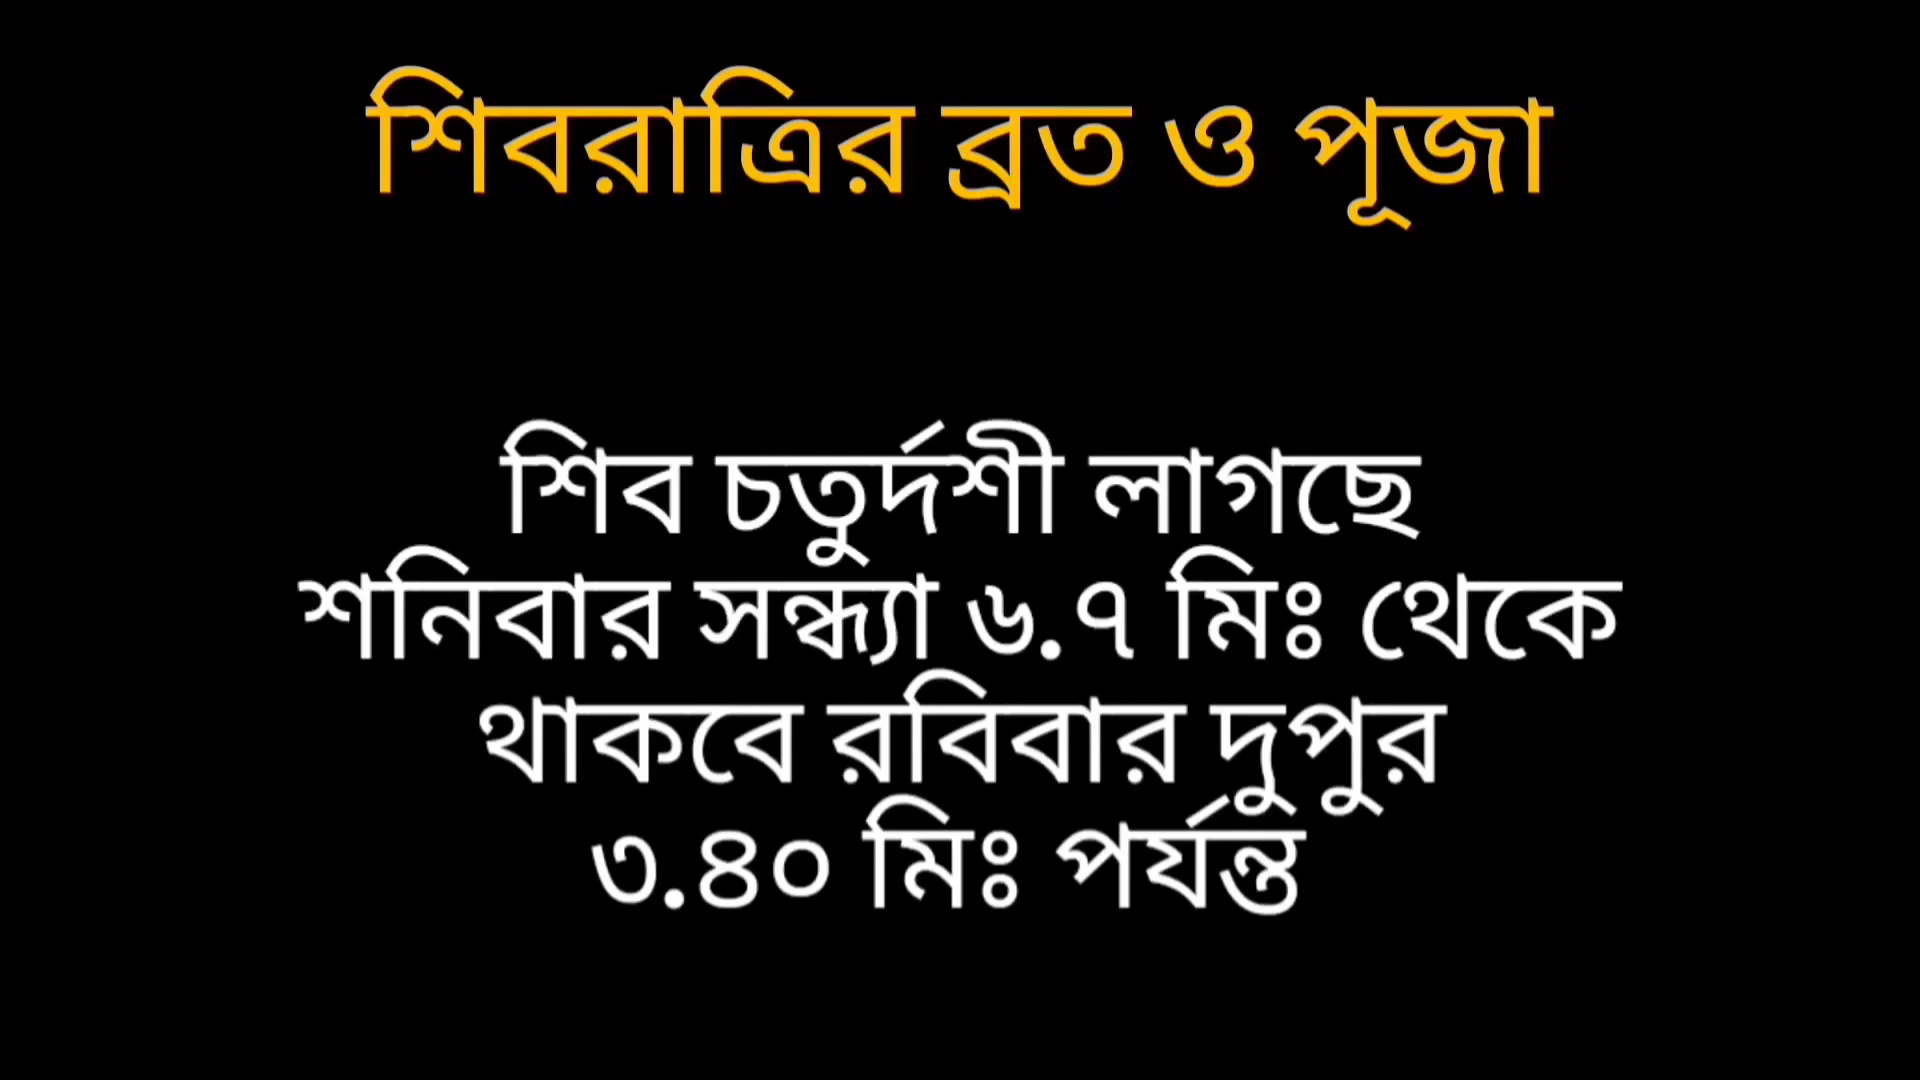 শিবরাত্রির ব্রত ও পূজা
শিব চতুর্দশী লাগছে
শনিবার সন্ধ্যা ৬.৭ মিঃ থেকে
থাকবে রবিবার দুপুর
৩.৪০ মিঃ পর্যন্ত